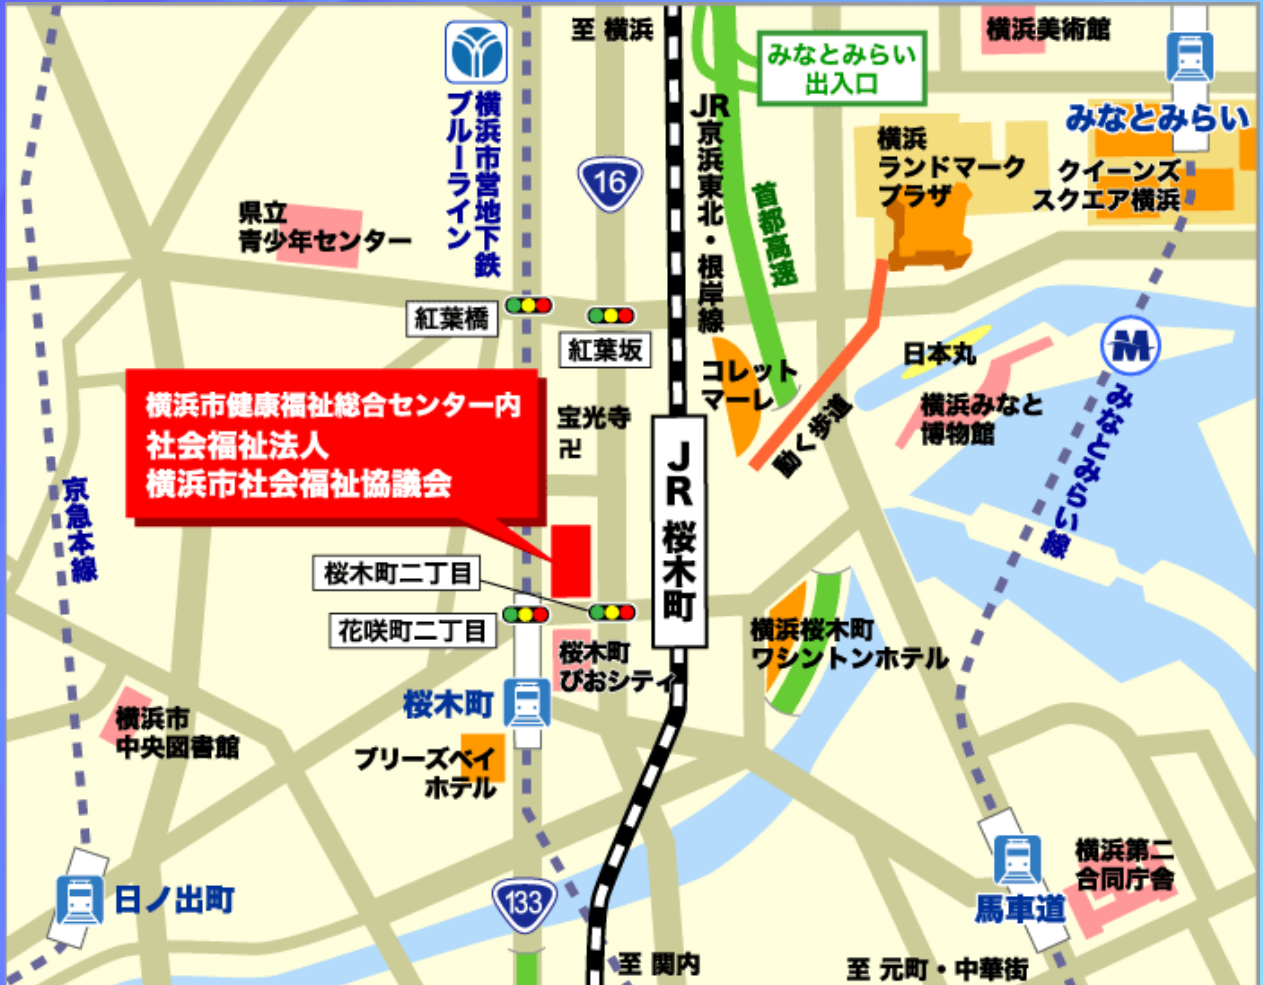 至 横浜
横浜美術館
みなとみらい
出入口
みなとみらい
横浜市営地下鉄
ブルーライン
JR京浜東北・根岸線
16
横浜
ランドマーク
プラザ
クイーンズ
スクエア横浜
首都高速
県立
青少年センター
紅葉橋
紅葉坂
コレット
マーレ
日本丸
横浜みなと
博物館
動く歩道
みなとみらい線
横浜市健康福祉総合センター内
社会福祉法人
横浜市社会福祉協議会
宝光寺
卍
JR 桜木町
京急本線
桜木町二丁目
花咲町二丁目
桜木町
ぴおシティ
横浜桜木町
ワシントンホテル
桜木町
横浜市
中央図書館
ブリーズベイ
ホテル
日ノ出町
133
横浜第二
合同庁舎
馬車道
至 関内
至 元町・中華街